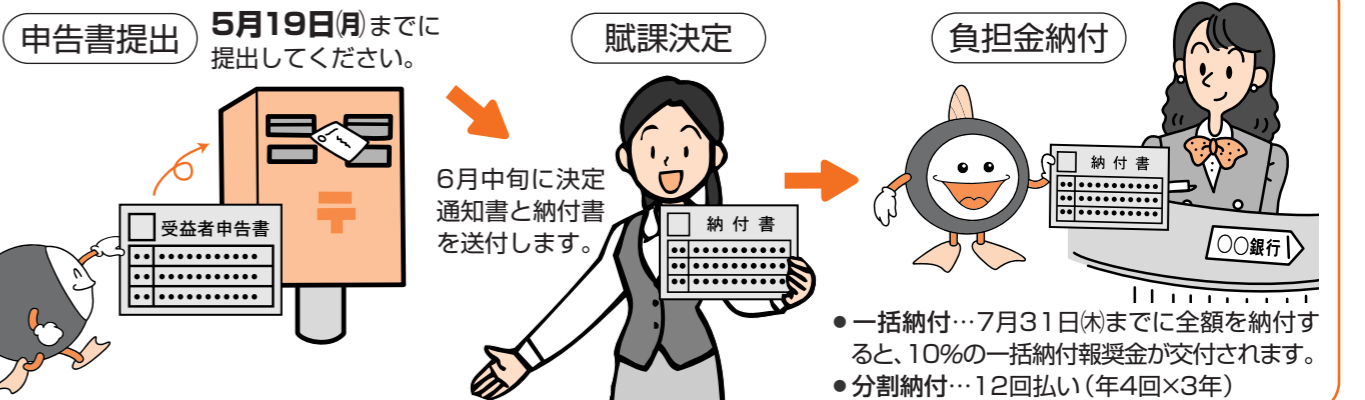 申告書提出
5月19日㈪までに
提出してください。
受益者申告書
〒
賦課決定
6月中旬に決定
通知書と納付書
を送付します。
納付書
負担金納付
納付書
○○銀行
●一括納付…7月31日㈭までに全額を納付す
ると、10%の一括納付報奨金が交付されます。
●分割納付…12回払い（年4回×3年）